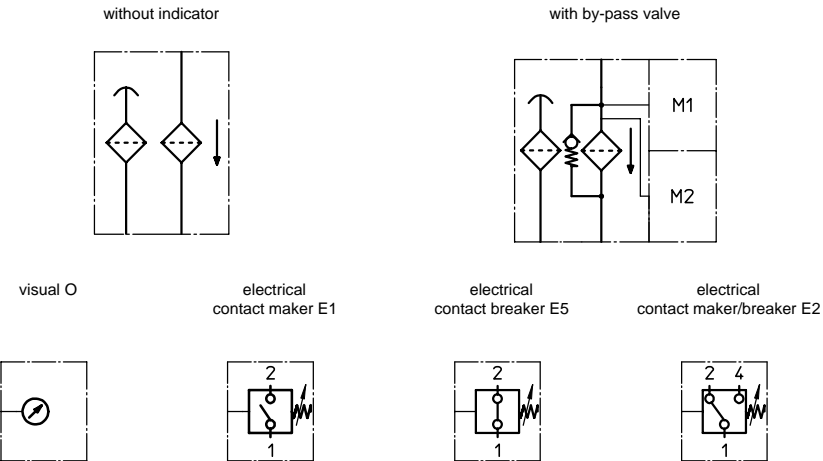 without indicator
with by-pass valve
M1
M2
visual O
electrical
contact maker E1
electrical
contact breaker E5
electrical
contact maker/breaker E2
2
1
2
1
2 4
1